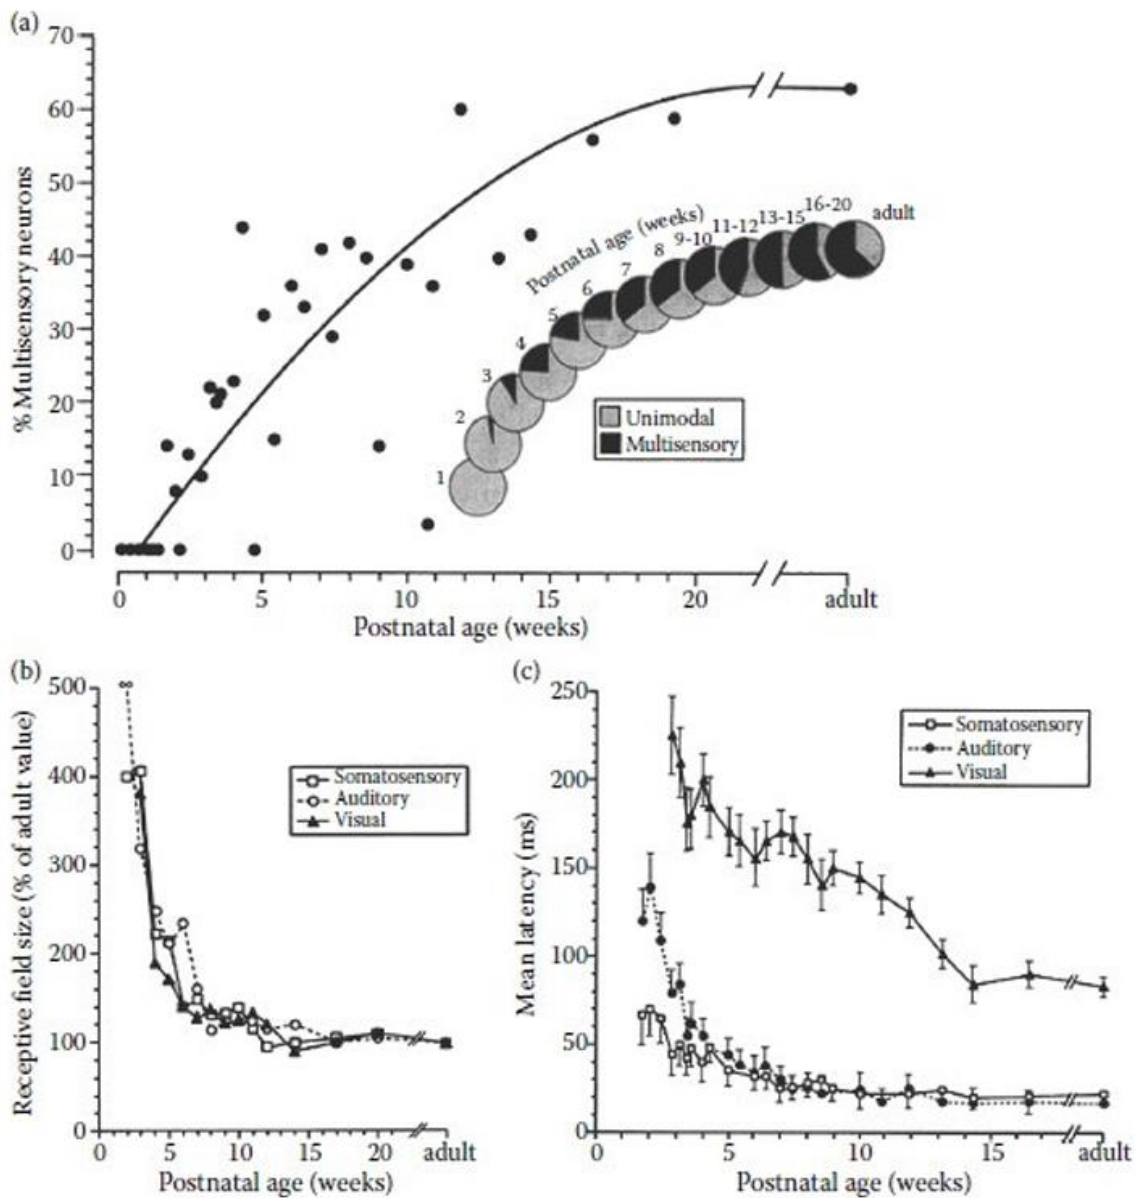 (a)
70
60
50
40
30
20
10
0
% Multisensory neurons
0 5 10 15 20 adult
Postnatal age (weeks)
Postnatal age (weeks)
1
2
3
4
5
6
7
8
9-10
11-12
13-15
16-20
adult
Unimodal
Multisensory
(b)
500
400
300
200
100
0
Receptive field size (% of adult value)
∞
Somatosensory
Auditory
Visual
0 5 10 15 20 adult
Postnatal age (weeks)
(c)
250
200
150
100
50
0
Mean latency (ms)
Somatosensory
Auditory
Visual
0 5 10 15 adult
Postnatal age (weeks)